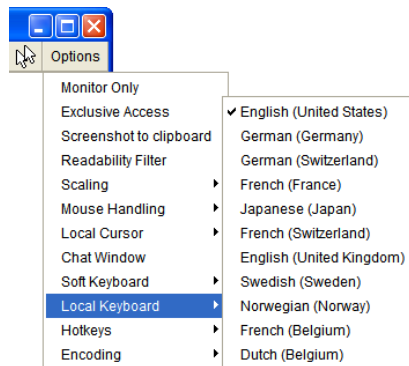 Options
Monitor Only
Exclusive Access
Screenshot to clipboard
Readability Filter
Scaling
Mouse Handling
Local Cursor
Chat Window
Soft Keyboard
Local Keyboard
Hotkeys
Encoding
English (United States)
German (Germany)
German (Switzerland)
French (France)
Japanese (Japan)
French (Switzerland)
English (United Kingdom)
Swedish (Sweden)
Norwegian (Norway)
French (Belgium)
Dutch (Belgium)